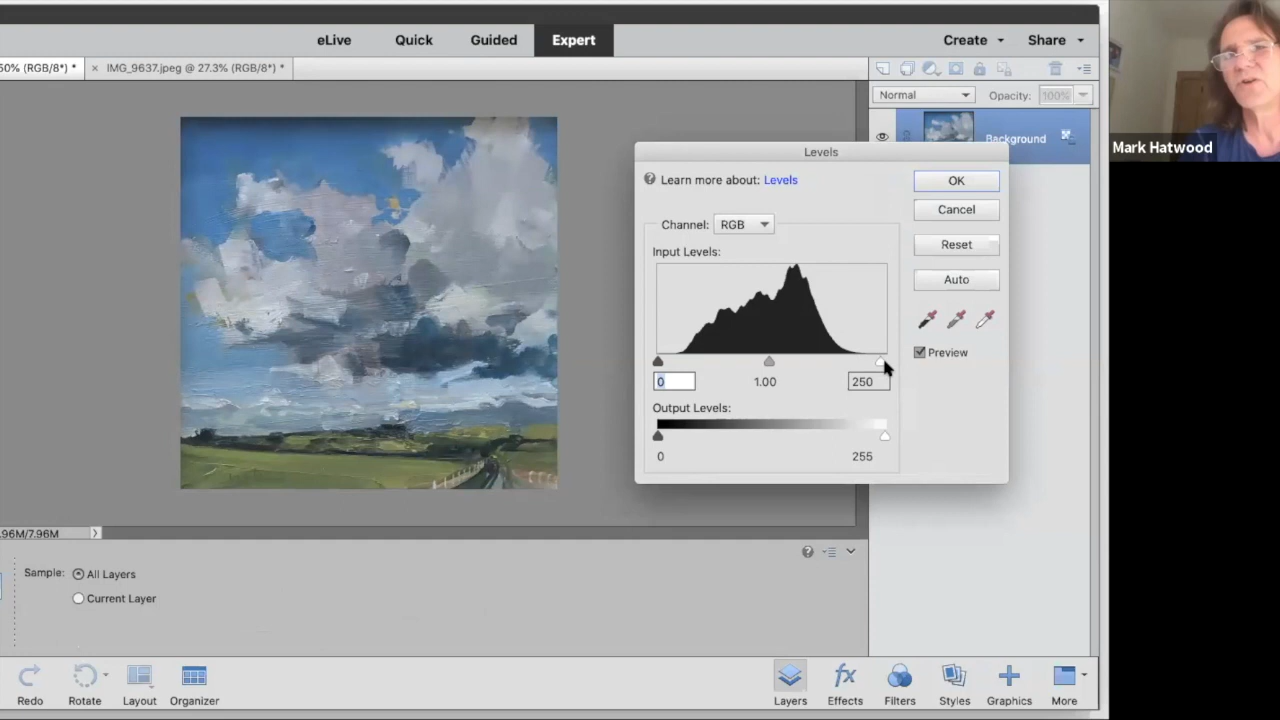 eLive Quick Guided Expert Create Share
50% (RGB/8*) * × IMG_9637.jpeg @ 27.3% (RGB/8*) *
Normal Opacity: 100%
Background
Mark Hatwood
Levels
Learn more about: Levels
OK
Cancel
Channel: RGB
Reset
Input Levels:
Auto
Preview
0 1.00 250
Output Levels:
0 255
.96M/7.96M
Sample: All Layers
Current Layer
Redo Rotate Layout Organizer Layers Effects Filters Styles Graphics More